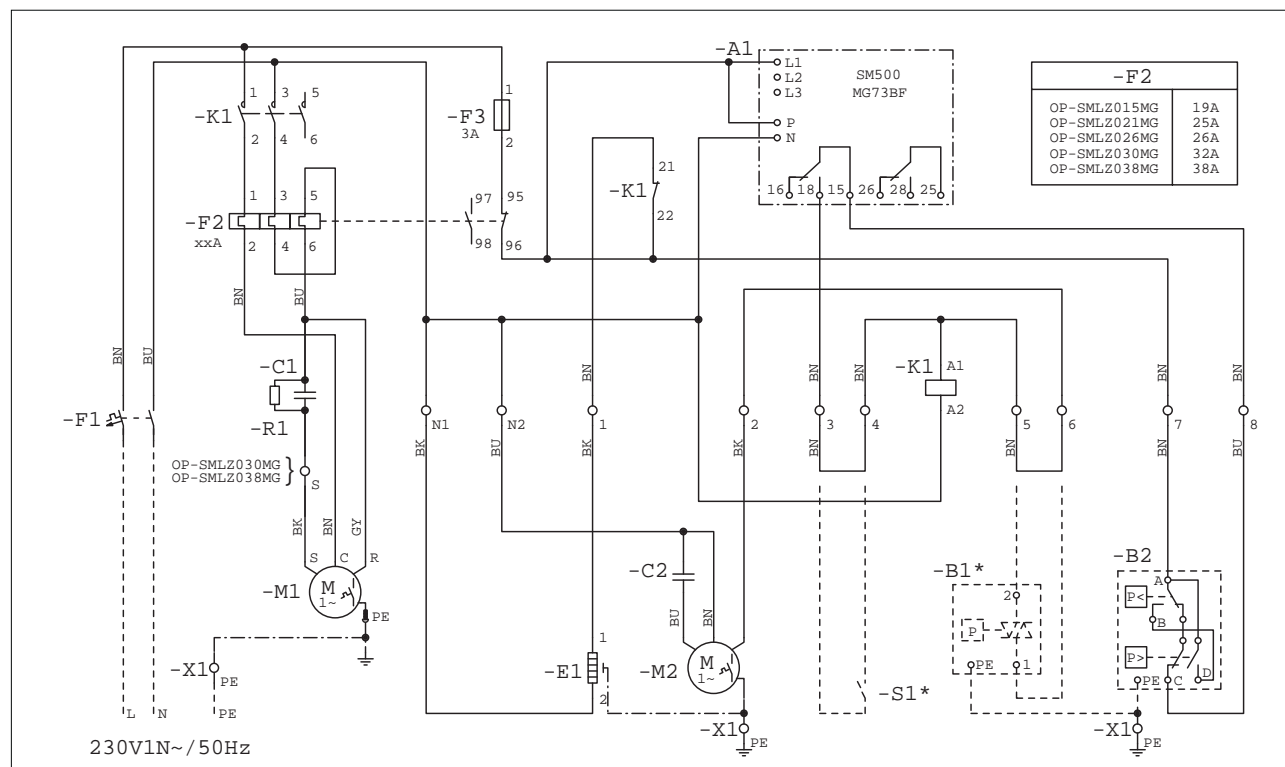 -A1
L1
L2
L3
SM500
MG73BF
P
N
16 18 15 26 28 25
-F2
OP-SMLZ015MG 19A
OP-SMLZ021MG 25A
OP-SMLZ026MG 26A
OP-SMLZ030MG 32A
OP-SMLZ038MG 38A
1 3 5
-K1
2 4 6
1
-F3
3A
2
21
-K1
22
1 3 5
-F2
xxA
2 4 6
97 95
98 96
BN BU
BN BU
-C1
-R1
-F1
OP-SMLZ030MG
OP-SMLZ038MG
S
BK BN GY
S C R
-M1
M
1~
PE
-X1
PE
PE
L N
230V1N~/50Hz
N1
BK
N2
BU
BN
1
BK
2
BK
BN
3
BN
BN
4
BN
-K1
A1
A2
BN
5
BN
6
BN
7
BN
BN
8
BU
-C2
BU BN
-M2
M
1~
1
-E1
2
-X1
PE
-S1*
-B1*
2
P
PE
1
-B2
A
P<
B
P>
D
PE
C
-X1
PE